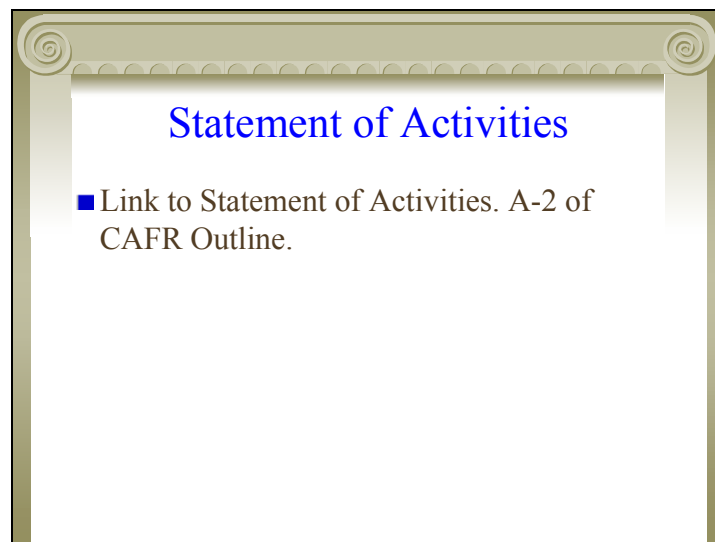 Statement of Activities
Link to Statement of Activities. A-2 of
CAFR Outline.